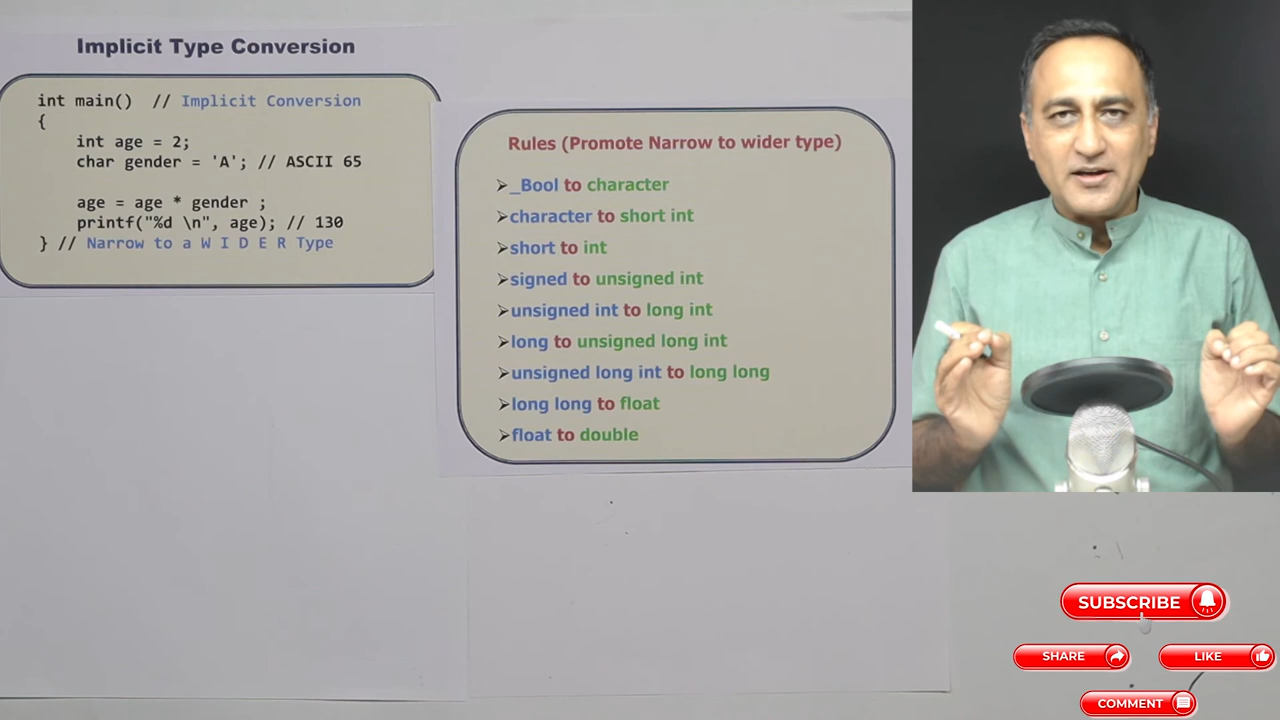 Implicit Type Conversion
int main() // Implicit Conversion
{
int age = 2;
char gender = 'A'; // ASCII 65
age = age * gender ;
printf("%d \n", age); // 130
} // Narrow to a W I D E R Type
Rules (Promote Narrow to wider type)
➢_Bool to character
➢character to short int
➢short to int
➢signed to unsigned int
➢unsigned int to long int
➢long to unsigned long int
➢unsigned long int to long long
➢long long to float
➢float to double
SUBSCRIBE
SHARE
LIKE
COMMENT